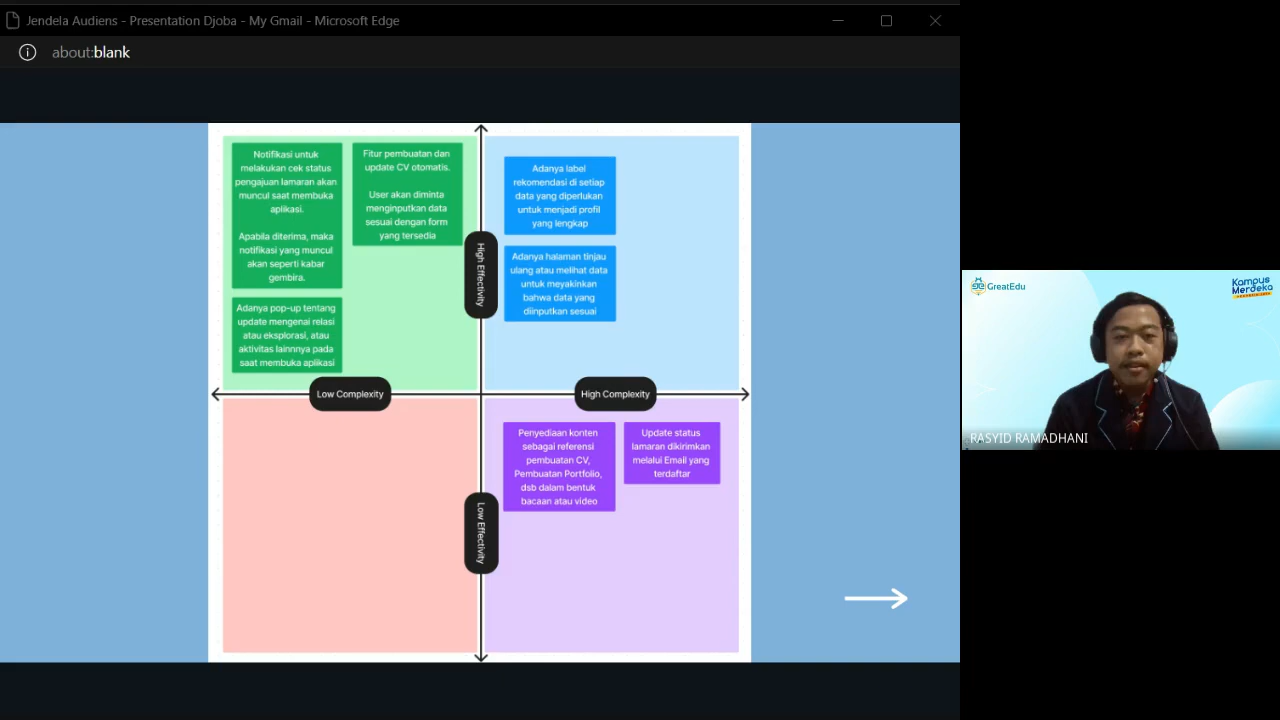 Jendela Audiens - Presentation Djoba - My Gmail - Microsoft Edge
about:blank
Notifikasi untuk
melakukan cek status
pengajuan lamaran akan
muncul saat membuka
aplikasi.
Apabila diterima, maka
notifikasi yang muncul
akan seperti kabar
gembira.
Fitur pembuatan dan
update CV otomatis.
User akan diminta
menginputkan data
sesuai dengan form
yang tersedia
Adanya pop-up tentang
update mengenai relasi
atau eksplorasi, atau
aktivitas lainnnya pada
saat membuka aplikasi
High Effectivity
Adanya label
rekomendasi di setiap
data yang diperlukan
untuk menjadi profil
yang lengkap
Adanya halaman tinjau
ulang atau melihat data
untuk meyakinkan
bahwa data yang
diinputkan sesuai
Low Complexity
High Complexity
Penyediaan konten
sebagai referensi
pembuatan CV,
Pembuatan Portfolio,
dsb dalam bentuk
bacaan atau video
Update status
lamaran dikirimkan
melalui Email yang
terdaftar
Low Effectivity
GreatEdu
Kampus
Merdeka
RASYID RAMADHANI